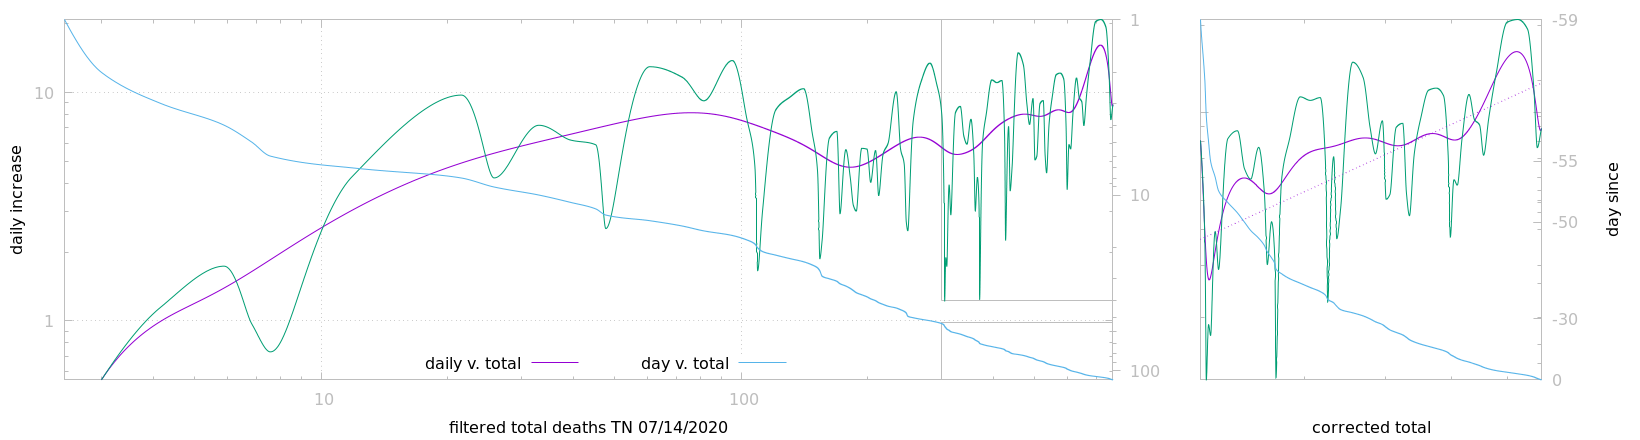 1
-59
10
-55
daily increase
10
-50
day since
1
-30
daily v. total
day v. total
100
0
10
100
filtered total deaths TN 07/14/2020
corrected total